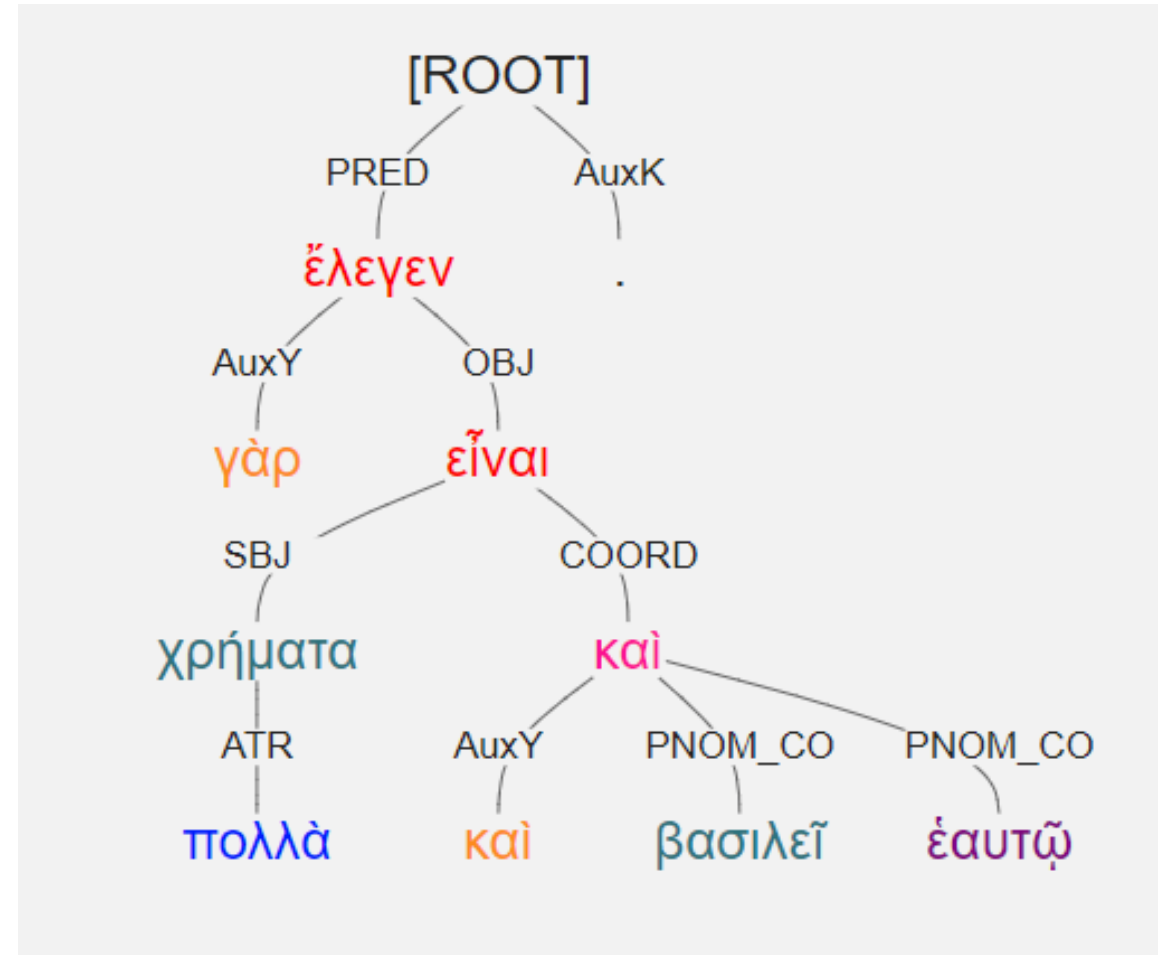 [ROOT]
PRED AuxK
ἔλεγεν .
AuxY OBJ
γὰρ εἶναι
SBJ COORD
χρήματα καὶ
ATR AuxY PNOM_CO PNOM_CO
πολλὰ καὶ βασιλεῖ ἑαυτῷ